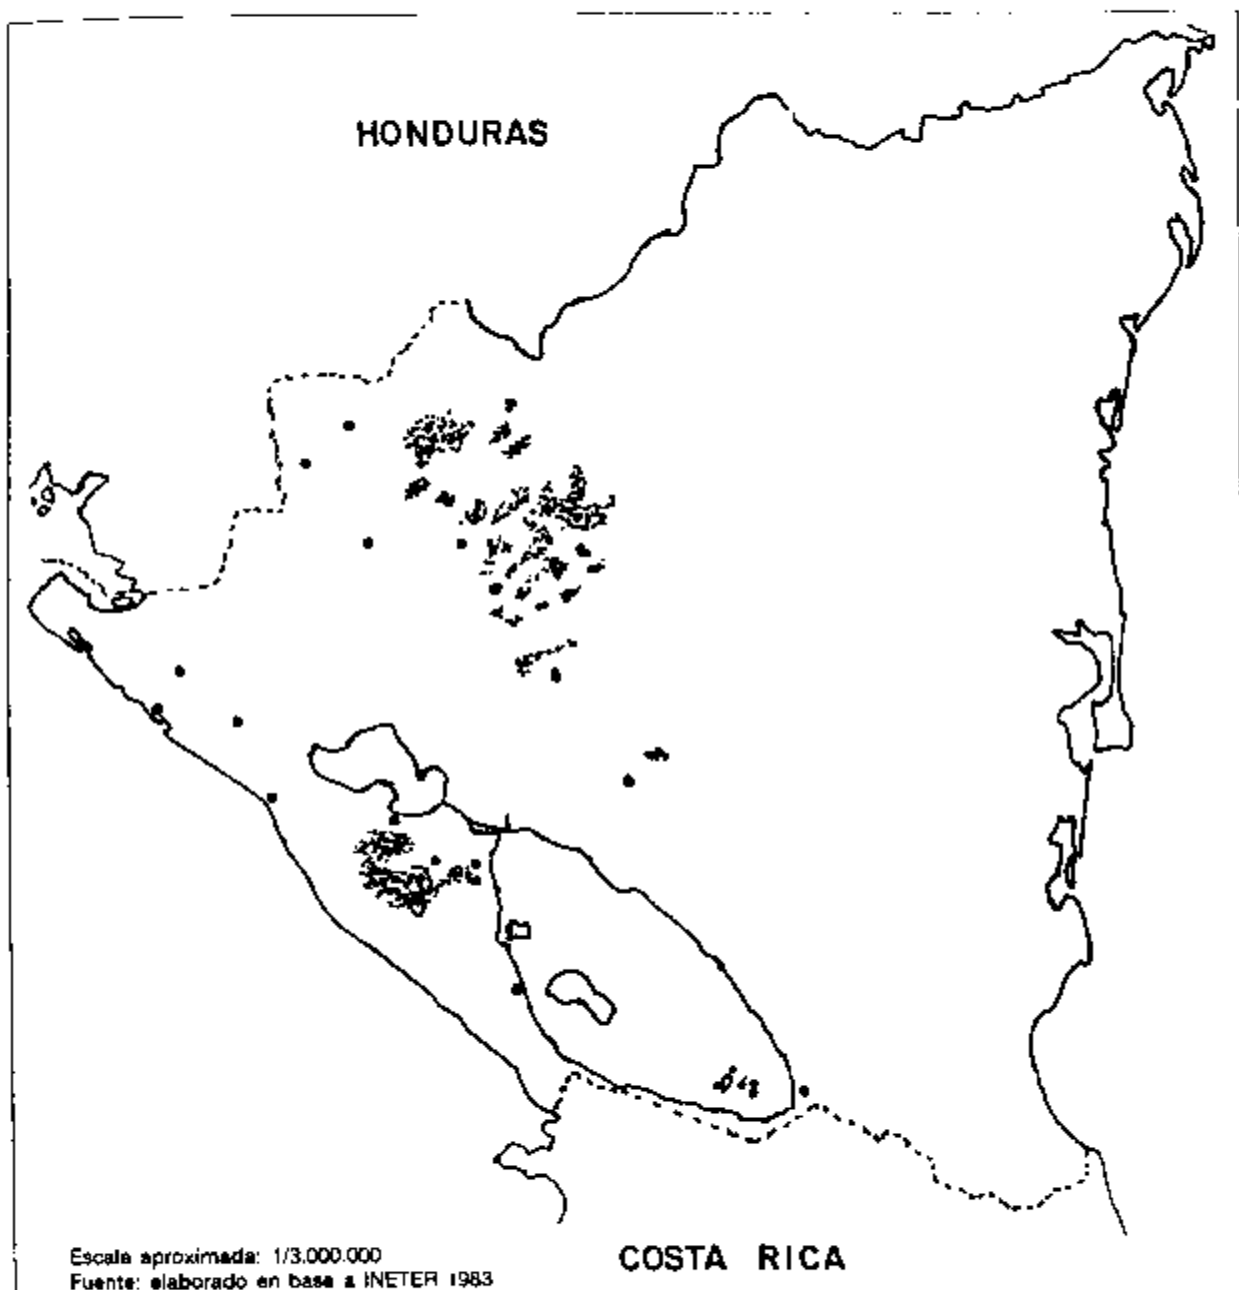 HONDURAS
COSTA RICA
Escala aproximada: 1/3.000.000
Fuente: elaborado en base a INETER 1983